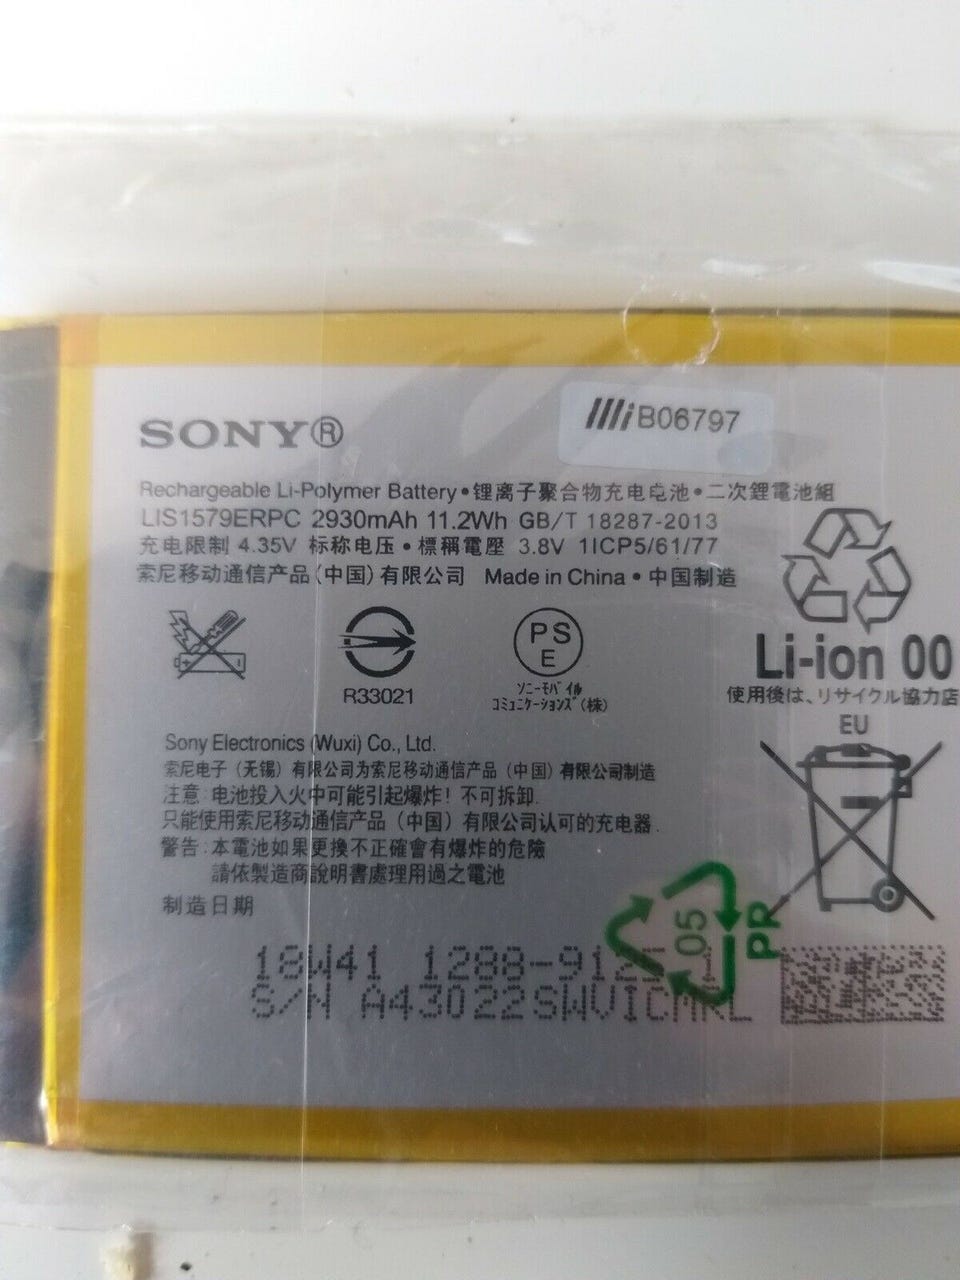 SONY®
iB06797
Rechargeable Li-Polymer Battery•锂离子聚合物充电电池•二次鋰電池組
LIS1579ERPC 2930mAh 11.2Wh GB/T 18287-2013
充电限制 4.35V 标称电压•標稱電壓 3.8V 1ICP5/61/77
索尼移动通信产品(中国)有限公司 Made in China•中国制造
R33021
PS
E
ソニーモバイル
コミュニケーションズ(株)
Li-ion 00
使用後は、リサイクル協力店
EU
Sony Electronics (Wuxi) Co., Ltd.
索尼电子（无锡）有限公司为索尼移动通信产品（中国）有限公司制造
注意:电池投入火中可能引起爆炸！不可拆卸.
只能使用索尼移动通信产品（中国）有限公司认可的充电器.
警告:本電池如果更換不正確會有爆炸的危險
請依製造商說明書處理用過之電池
制造日期
05
PR
18W41 1288-9125
S/N A43022SWVICMKL